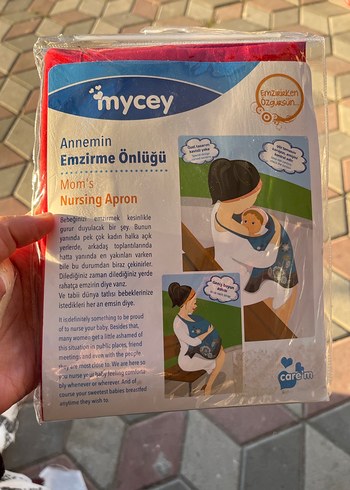 mycey
Emzirirken
Özgürsün...
Annemin
Emzirme Önlüğü
Mom's
Nursing Apron
Bebeğinizi emzirmek kesinlikle
gurur duyulacak bir şey. Bunun
yanında pek çok kadın halka açık
yerlerde, arkadaş toplantılarında
hatta yanında en yakınları varken
bile bu durumdan biraz çekinirler.
Dilediğiniz zaman dilediğiniz yerde
rahatça emzirin diye varız.
Ve tabii dünya tatlısı bebeklerinize
istedikleri her an emsin diye.
It is definitely something to be proud
of to nurse your baby. Besides that,
many women get a little ashamed of
this situation in public places, friend
meetings, and even with the people
they are most close to. We are here so
you nurse your baby feeling comforta-
bly whenever or wherever. And of
course your sweetest babies breastfed
anytime they wish to.
care m